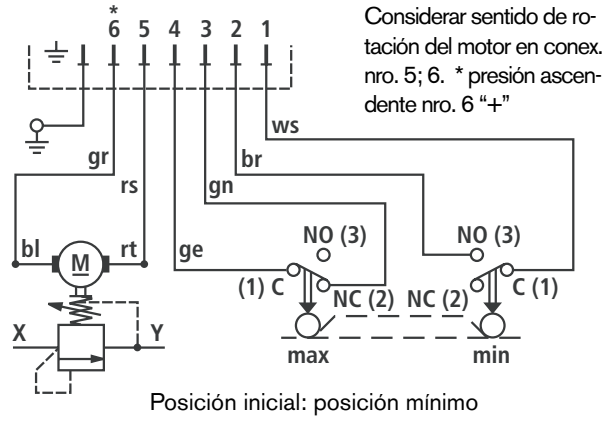 *
6 5 4 3 2 1
Considerar sentido de ro-
tación del motor en conex.
nro. 5; 6. * presión ascen-
dente nro. 6 “+”
ws
gr
br
rs
gn
bl
M
rt
ge
NO (3)
NO (3)
(1) C
NC (2)
NC (2)
C (1)
X
Y
max
min
Posición inicial: posición mínimo